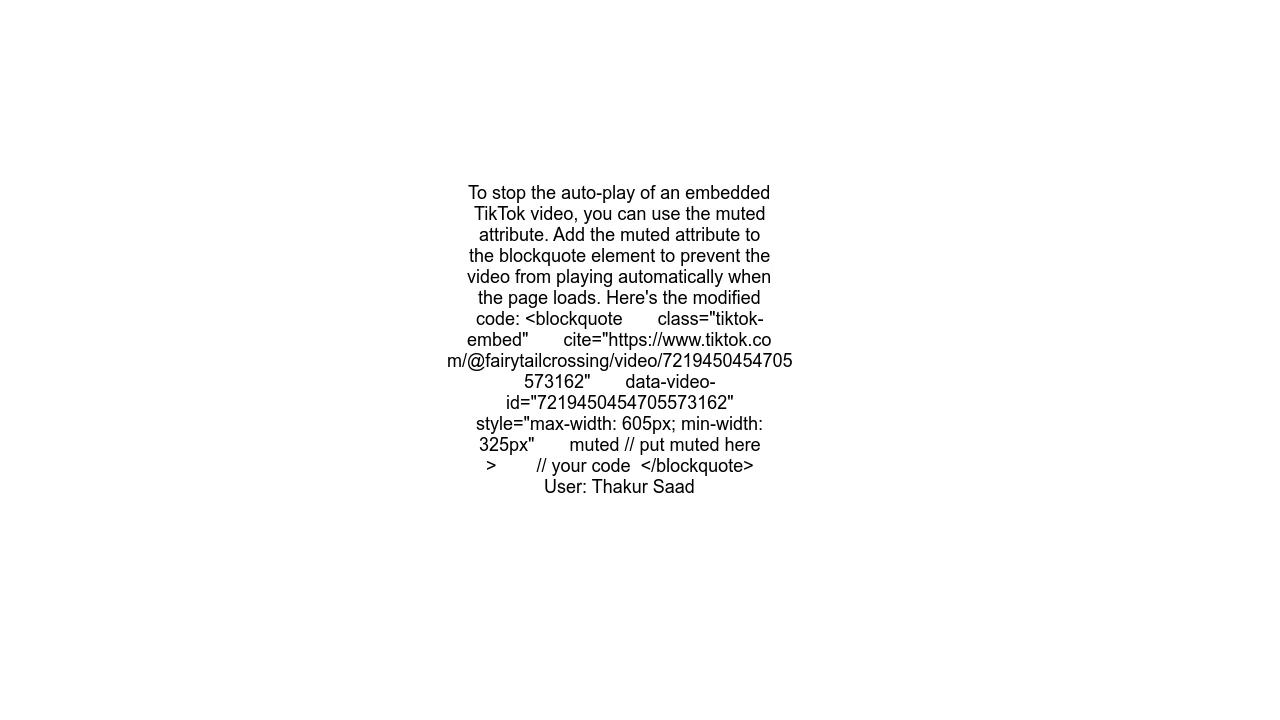 To stop the auto-play of an embedded
TikTok video, you can use the muted
attribute. Add the muted attribute to
the blockquote element to prevent the
video from playing automatically when
the page loads. Here's the modified
code: <blockquote       class="tiktok-
embed"       cite="https://www.tiktok.co
m/@fairytailcrossing/video/7219450454705
573162"       data-video-
id="7219450454705573162"
style="max-width: 605px; min-width:
325px"       muted // put muted here
>        // your code  </blockquote>
User: Thakur Saad